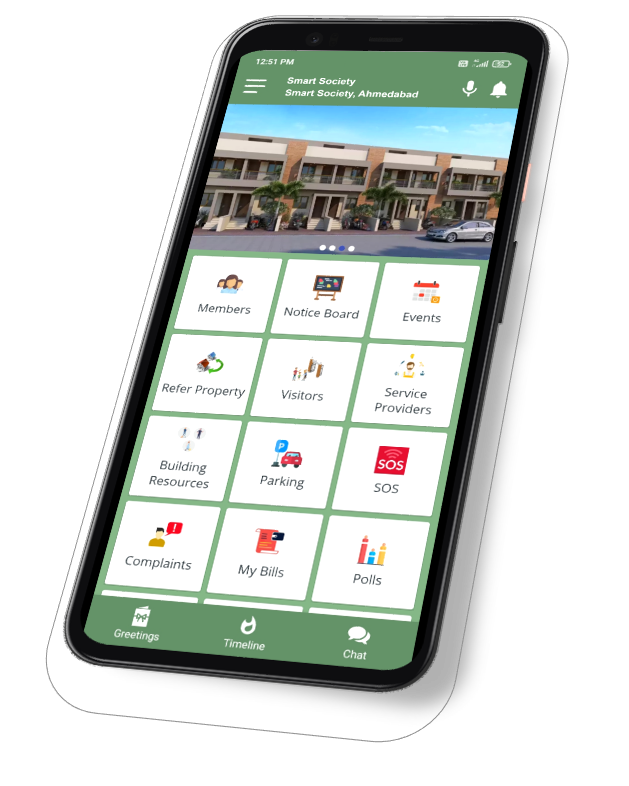 12:51 PM
Smart Society
Smart Society, Ahmedabad
Members
Notice Board
Events
Refer Property
Visitors
Service
Providers
Building
Resources
P
Parking
SOS
SOS
Complaints
My Bills
Polls
Greetings
Timeline
Chat